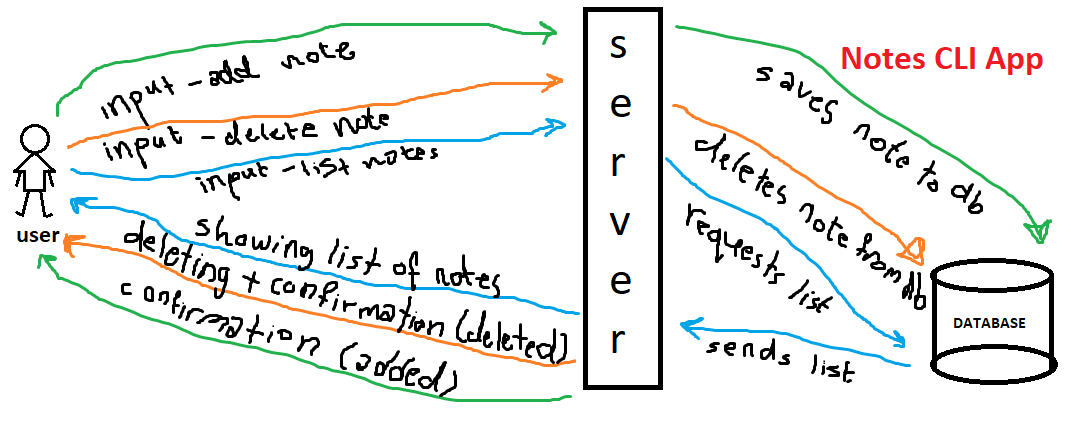 Notes CLI App
input - add note
input - delete note
input - list notes
user
showing list of notes
deleting + confirmation (deleted)
confirmation (added)
server
saves note to db
deletes note from db
requests list
sends list
DATABASE